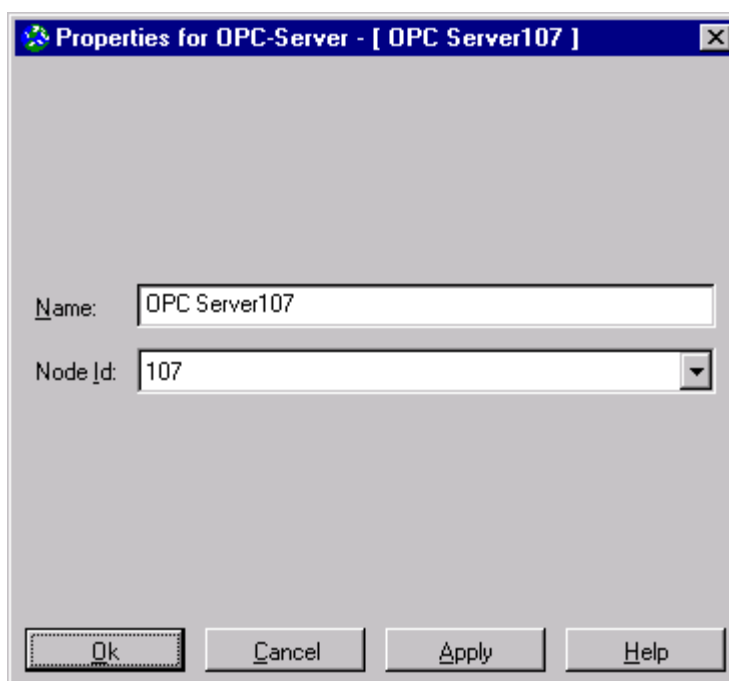 Properties for OPC-Server - [ OPC Server107 ]
Name: OPC Server107
Node Id: 107
Ok Cancel Apply Help